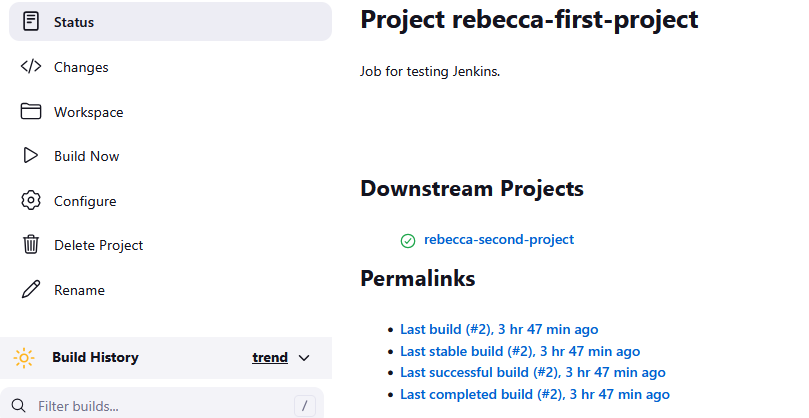 Status
Changes
Workspace
Build Now
Configure
Delete Project
Rename
Build History trend
Filter builds... /
Project rebecca-first-project
Job for testing Jenkins.
Downstream Projects
rebecca-second-project
Permalinks
Last build (#2), 3 hr 47 min ago
Last stable build (#2), 3 hr 47 min ago
Last successful build (#2), 3 hr 47 min ago
Last completed build (#2), 3 hr 47 min ago